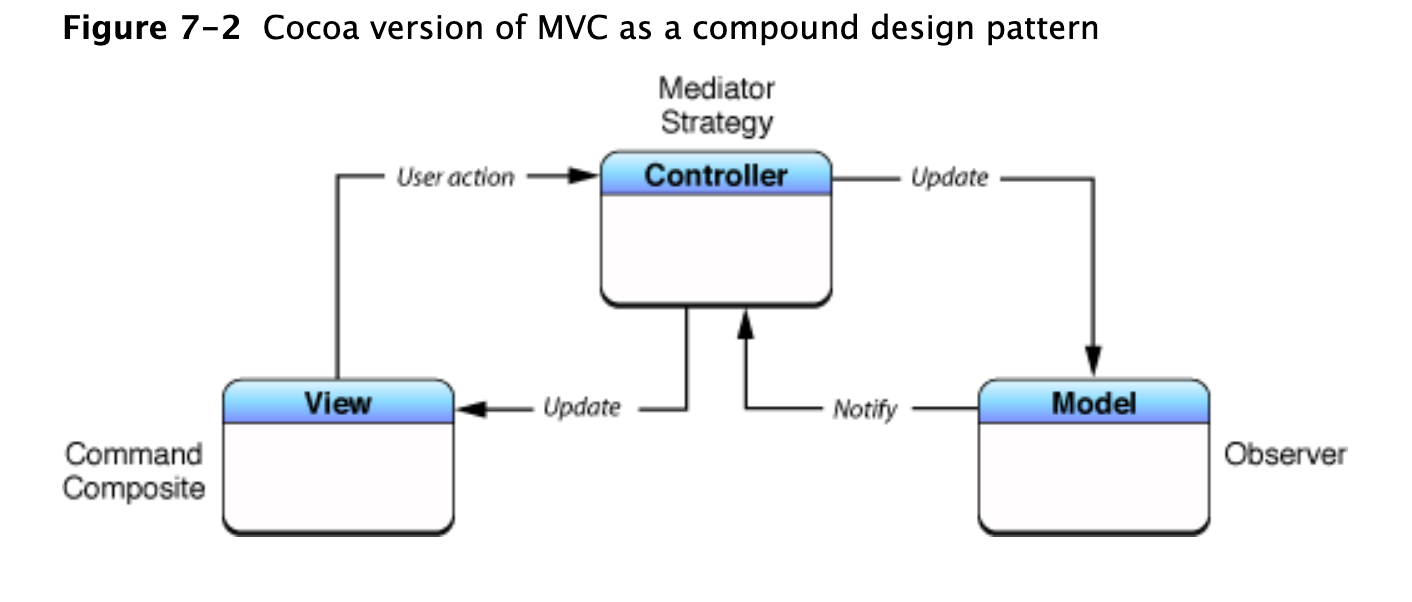 Figure 7–2 Cocoa version of MVC as a compound design pattern
Mediator
Strategy
User action
Controller
Update
View
Update
Notify
Model
Command
Composite
Observer